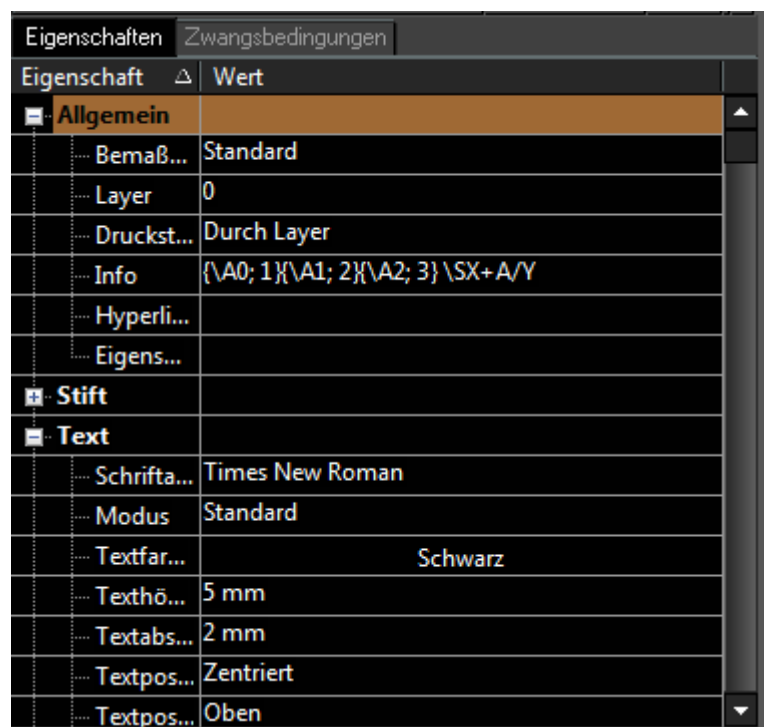 Eigenschaften Zwangsbedingungen
Eigenschaft Wert
Allgemein
Bemaß... Standard
Layer 0
Druckst... Durch Layer
Info {\A0; 1}{\A1; 2}{\A2; 3} \SX+A/Y
Hyperli...
Eigens...
Stift
Text
Schrifta... Times New Roman
Modus Standard
Textfar... Schwarz
Texthö... 5 mm
Textabs... 2 mm
Textpos... Zentriert
Textpos... Oben